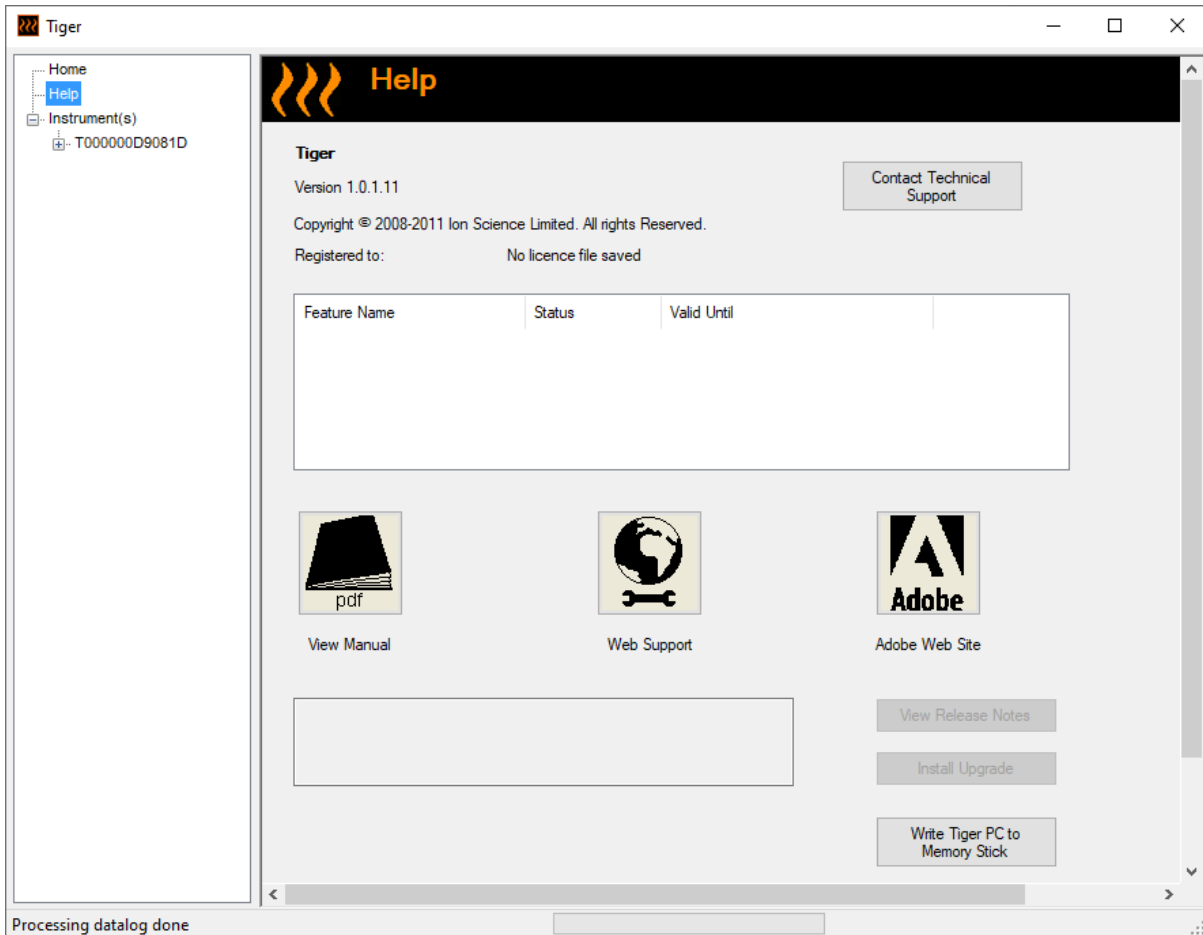 Tiger
Home
Help
Instrument(s)
T000000D9081D
Help
Tiger
Version 1.0.1.11
Contact Technical
Support
Copyright © 2008-2011 Ion Science Limited. All rights Reserved.
Registered to: No licence file saved
Feature Name Status Valid Until
pdf
Adobe
View Manual Web Support Adobe Web Site
View Release Notes
Install Upgrade
Write Tiger PC to
Memory Stick
Processing datalog done